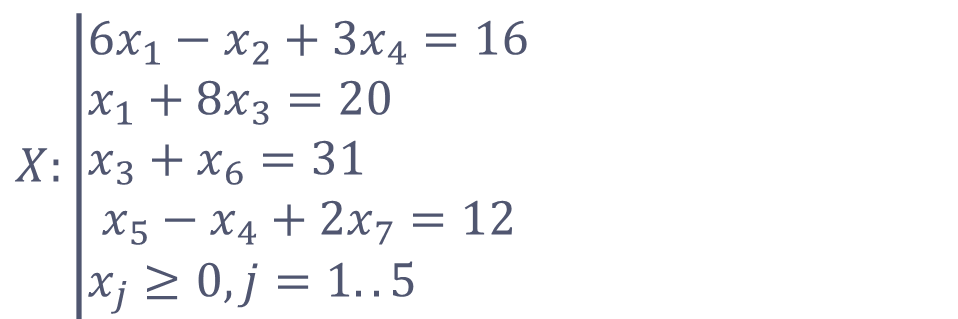 6x₁ − x₂ + 3x₄ = 16
x₁ + 8x₃ = 20
X: x₃ + x₆ = 31
x₅ − x₄ + 2x₇ = 12
xⱼ ≥ 0, j = 1..5